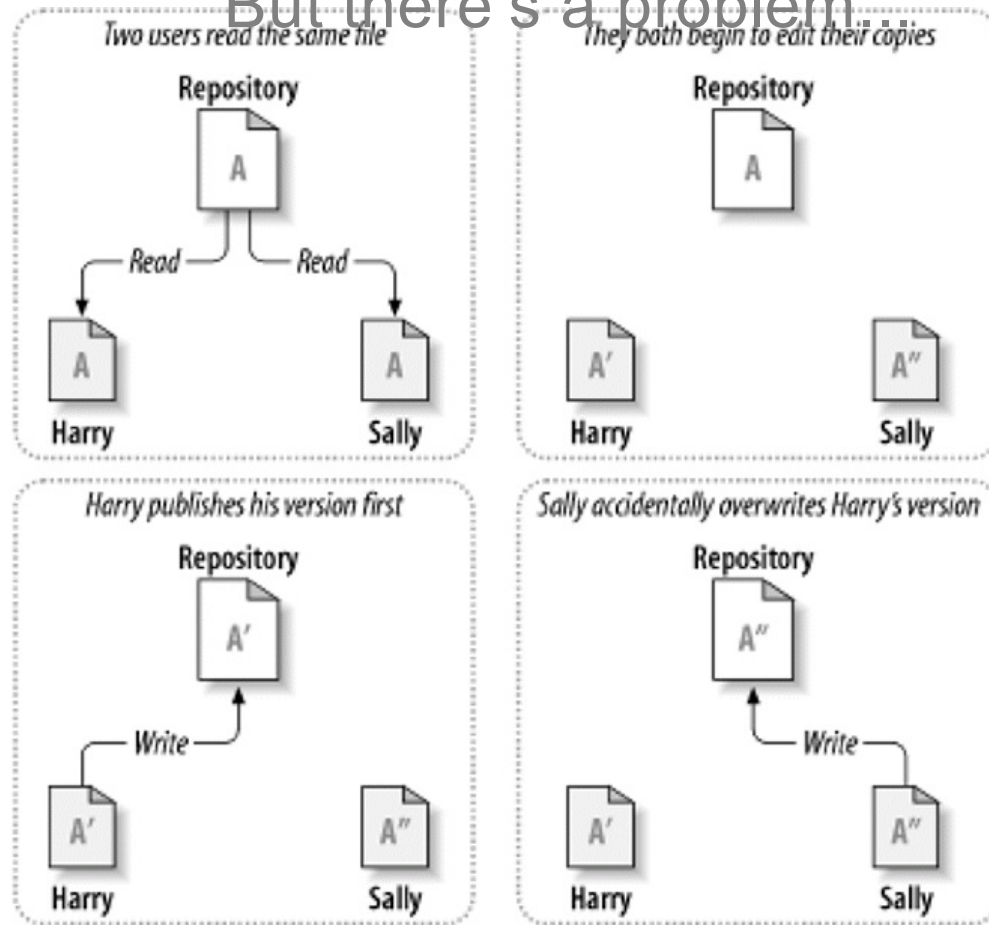 But there's a problem...
Two users read the same file
Repository
A
Read
Read
A
A
Harry
Sally
They both begin to edit their copies
Repository
A
A′
A″
Harry
Sally
Harry publishes his version first
Repository
A′
Write
A′
A″
Harry
Sally
Sally accidentally overwrites Harry's version
Repository
A″
Write
A′
A″
Harry
Sally